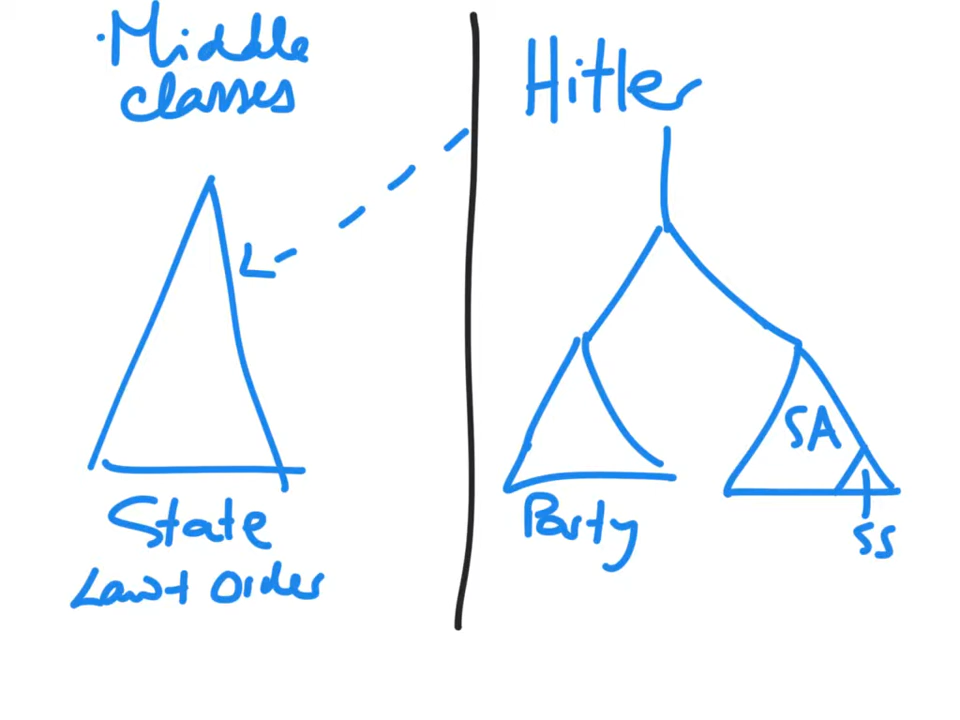 Middle
classes
Hitler
SA
State
Law + Order
Party
SS